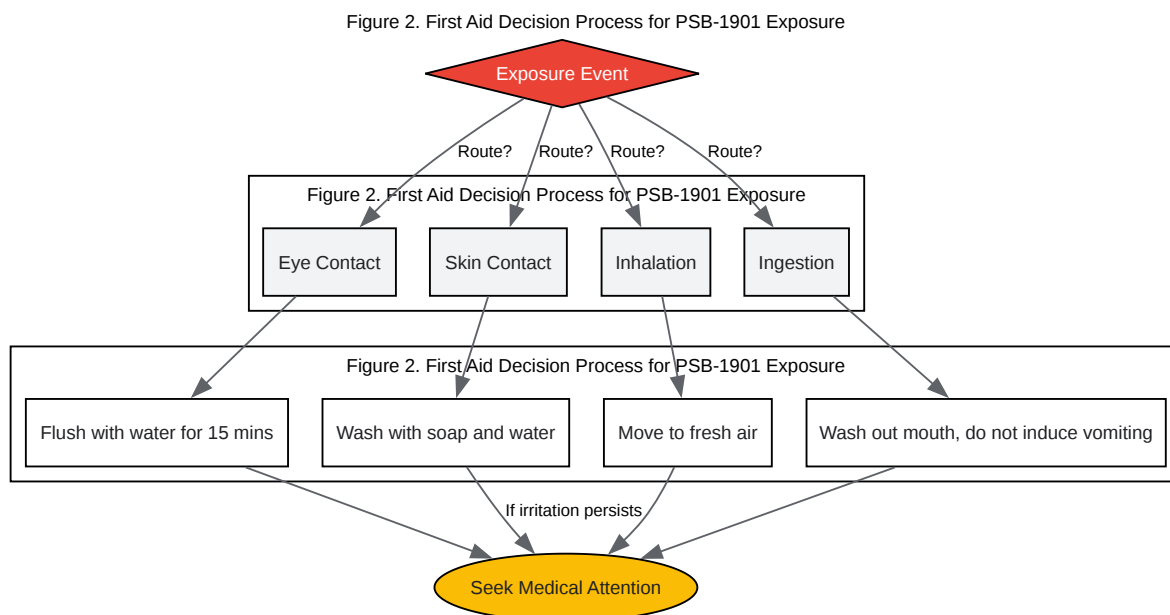 Figure 2. First Aid Decision Process for PSB-1901 Exposure
Exposure Event
Route?
Route?
Route?
Route?
Figure 2. First Aid Decision Process for PSB-1901 Exposure
Eye Contact
Skin Contact
Inhalation
Ingestion
Figure 2. First Aid Decision Process for PSB-1901 Exposure
Flush with water for 15 mins
Wash with soap and water
Move to fresh air
Wash out mouth, do not induce vomiting
If irritation persists
Seek Medical Attention